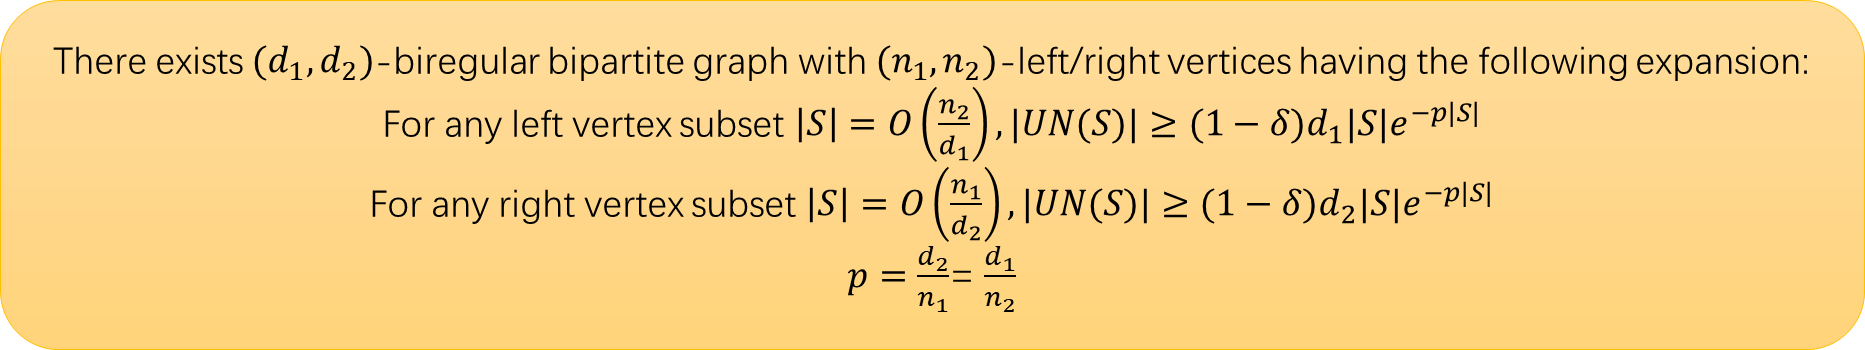 There exists (d₁, d₂)-biregular bipartite graph with (n₁, n₂)-left/right vertices having the following expansion:
For any left vertex subset |S| = O(n₂/d₁), |UN(S)| ≥ (1 − δ)d₁|S|e^{−p|S|}
For any right vertex subset |S| = O(n₁/d₂), |UN(S)| ≥ (1 − δ)d₂|S|e^{−p|S|}
p = d₂/n₁ = d₁/n₂